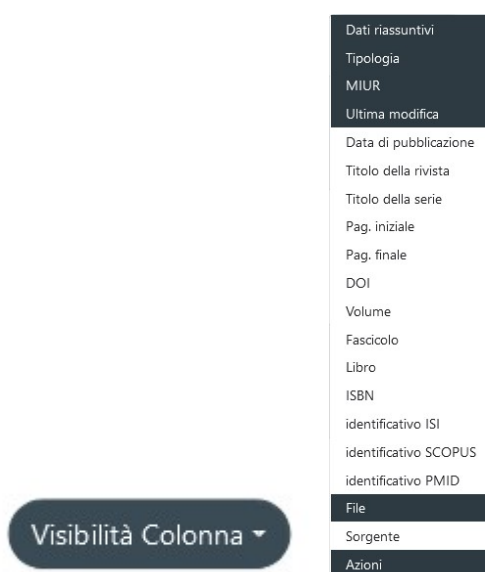 Dati riassuntivi
Tipologia
MIUR
Ultima modifica
Data di pubblicazione
Titolo della rivista
Titolo della serie
Pag. iniziale
Pag. finale
DOI
Volume
Fascicolo
Libro
ISBN
identificativo ISI
identificativo SCOPUS
identificativo PMID
File
Sorgente
Azioni
Visibilità Colonna